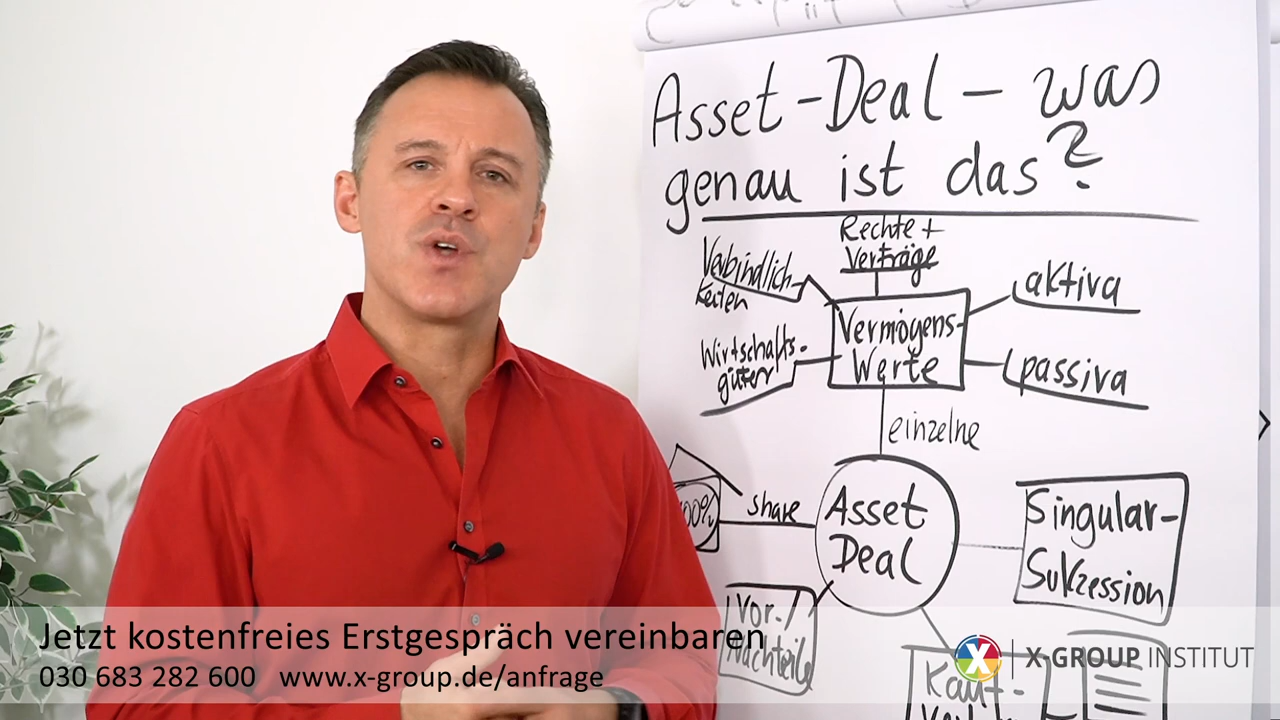 Asset-Deal - was
genau ist das?
Rechte +
Verträge
Verbindlich-
keiten
aktiva
Vermögens-
Werte
Wirtschafts-
güter
passiva
einzelne
00%
share
Asset
Deal
Singular-
Sukzession
Vor-/
Nachteile
Kauf-
Jetzt kostenfreies Erstgespräch vereinbaren
030 683 282 600 www.x-group.de/anfrage
X-GROUP INSTITUT